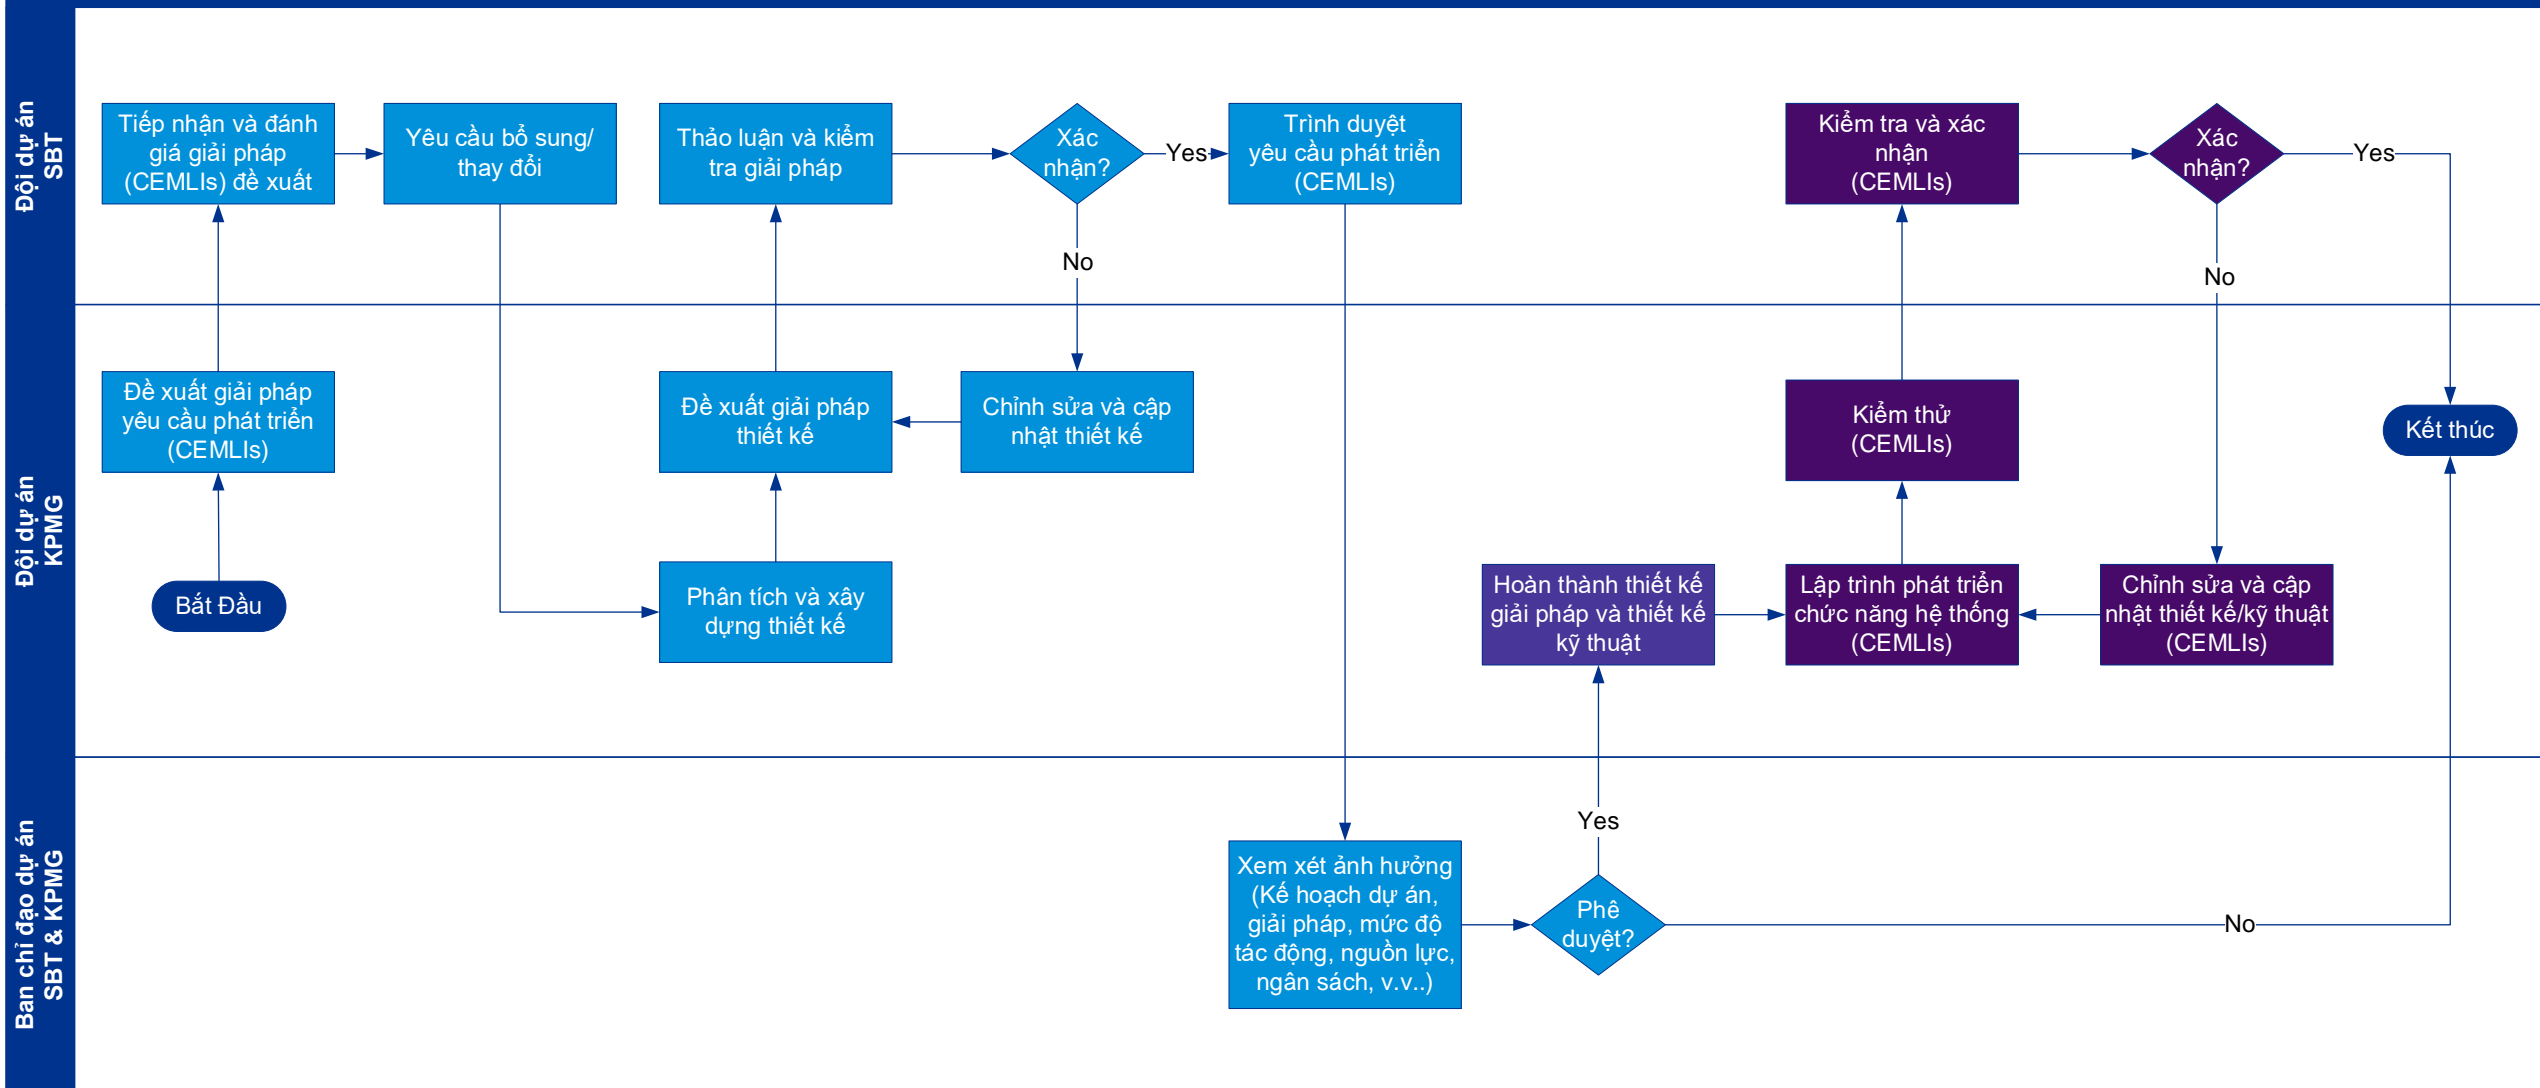 Đội dự án
SBT
Tiếp nhận và đánh
giá giải pháp
(CEMLIs) đề xuất
Yêu cầu bổ sung/
thay đổi
Thảo luận và kiểm
tra giải pháp
Xác
nhận?
Yes
Trình duyệt
yêu cầu phát triển
(CEMLIs)
Kiểm tra và xác
nhận
(CEMLIs)
Xác
nhận?
Yes
No
No
Đội dự án
KPMG
Đề xuất giải pháp
yêu cầu phát triển
(CEMLIs)
Đề xuất giải pháp
thiết kế
Chỉnh sửa và cập
nhật thiết kế
Kiểm thử
(CEMLIs)
Kết thúc
Bắt Đầu
Phân tích và xây
dựng thiết kế
Hoàn thành thiết kế
giải pháp và thiết kế
kỹ thuật
Lập trình phát triển
chức năng hệ thống
(CEMLIs)
Chỉnh sửa và cập
nhật thiết kế/kỹ thuật
(CEMLIs)
Ban chỉ đạo dự án
SBT & KPMG
Yes
Xem xét ảnh hưởng
(Kế hoạch dự án,
giải pháp, mức độ
tác động, nguồn lực,
ngân sách, v.v..)
Phê
duyệt?
No